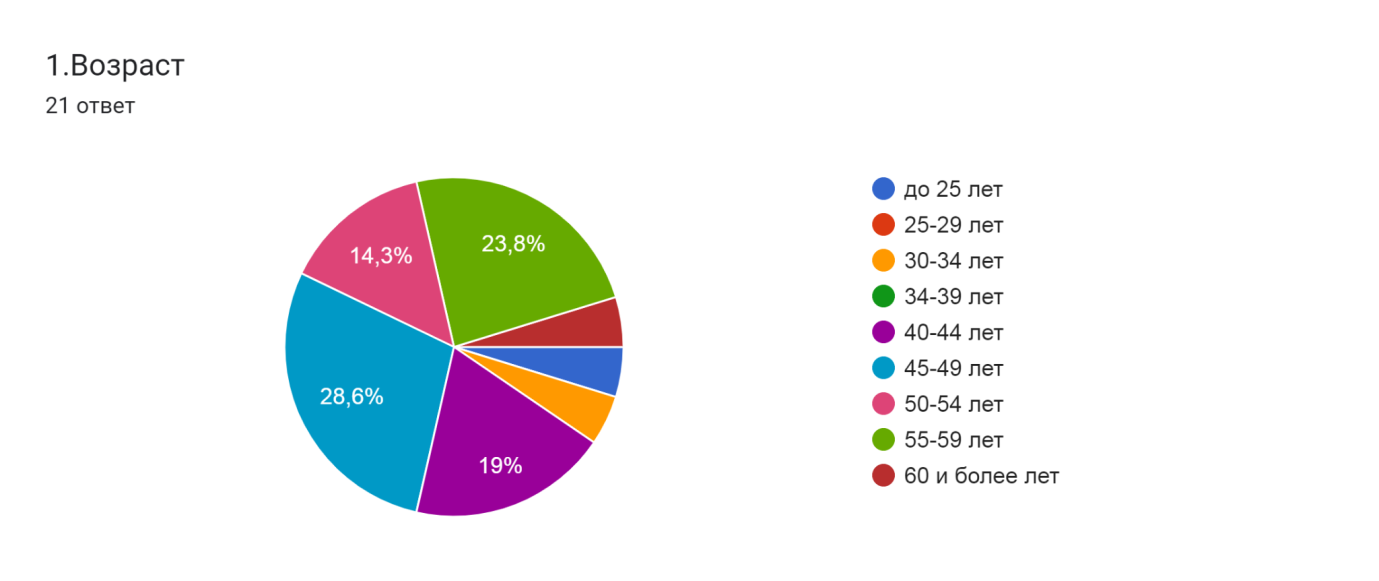 1.Возраст
21 ответ
до 25 лет
25-29 лет
30-34 лет
34-39 лет
40-44 лет
45-49 лет
50-54 лет
55-59 лет
60 и более лет
23,8%
14,3%
28,6%
19%